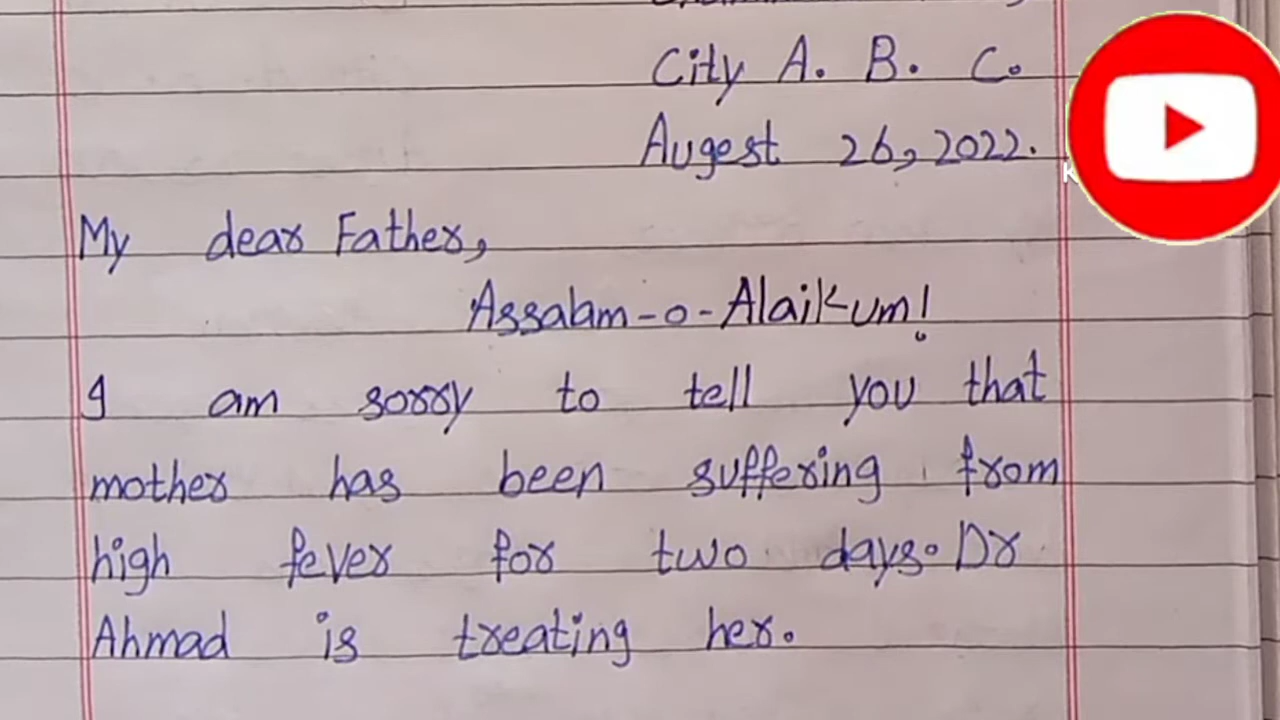 City A. B. C.
Augest 26, 2022.
My dear Father,
Assalam-o-Alaikum!
I am sorry to tell you that
mother has been suffering from
high fever for two days. Dr
Ahmad is treating her.